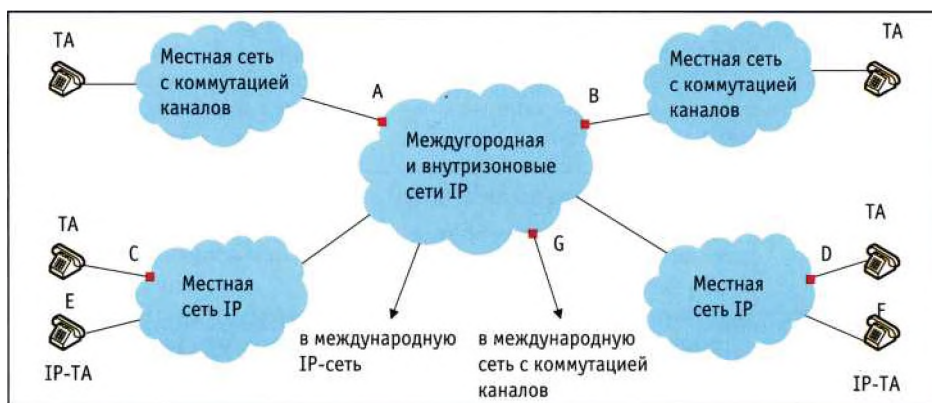 ТА
Местная сеть
с коммутацией
каналов
A
Междугородная
и внутризоновые
сети IP
B
Местная сеть
с коммутацией
каналов
ТА
ТА
C
E
IP-ТА
Местная
сеть IP
в международную
IP-сеть
G
в международную
сеть с коммутацией
каналов
Местная
сеть IP
ТА
D
F
IP-ТА